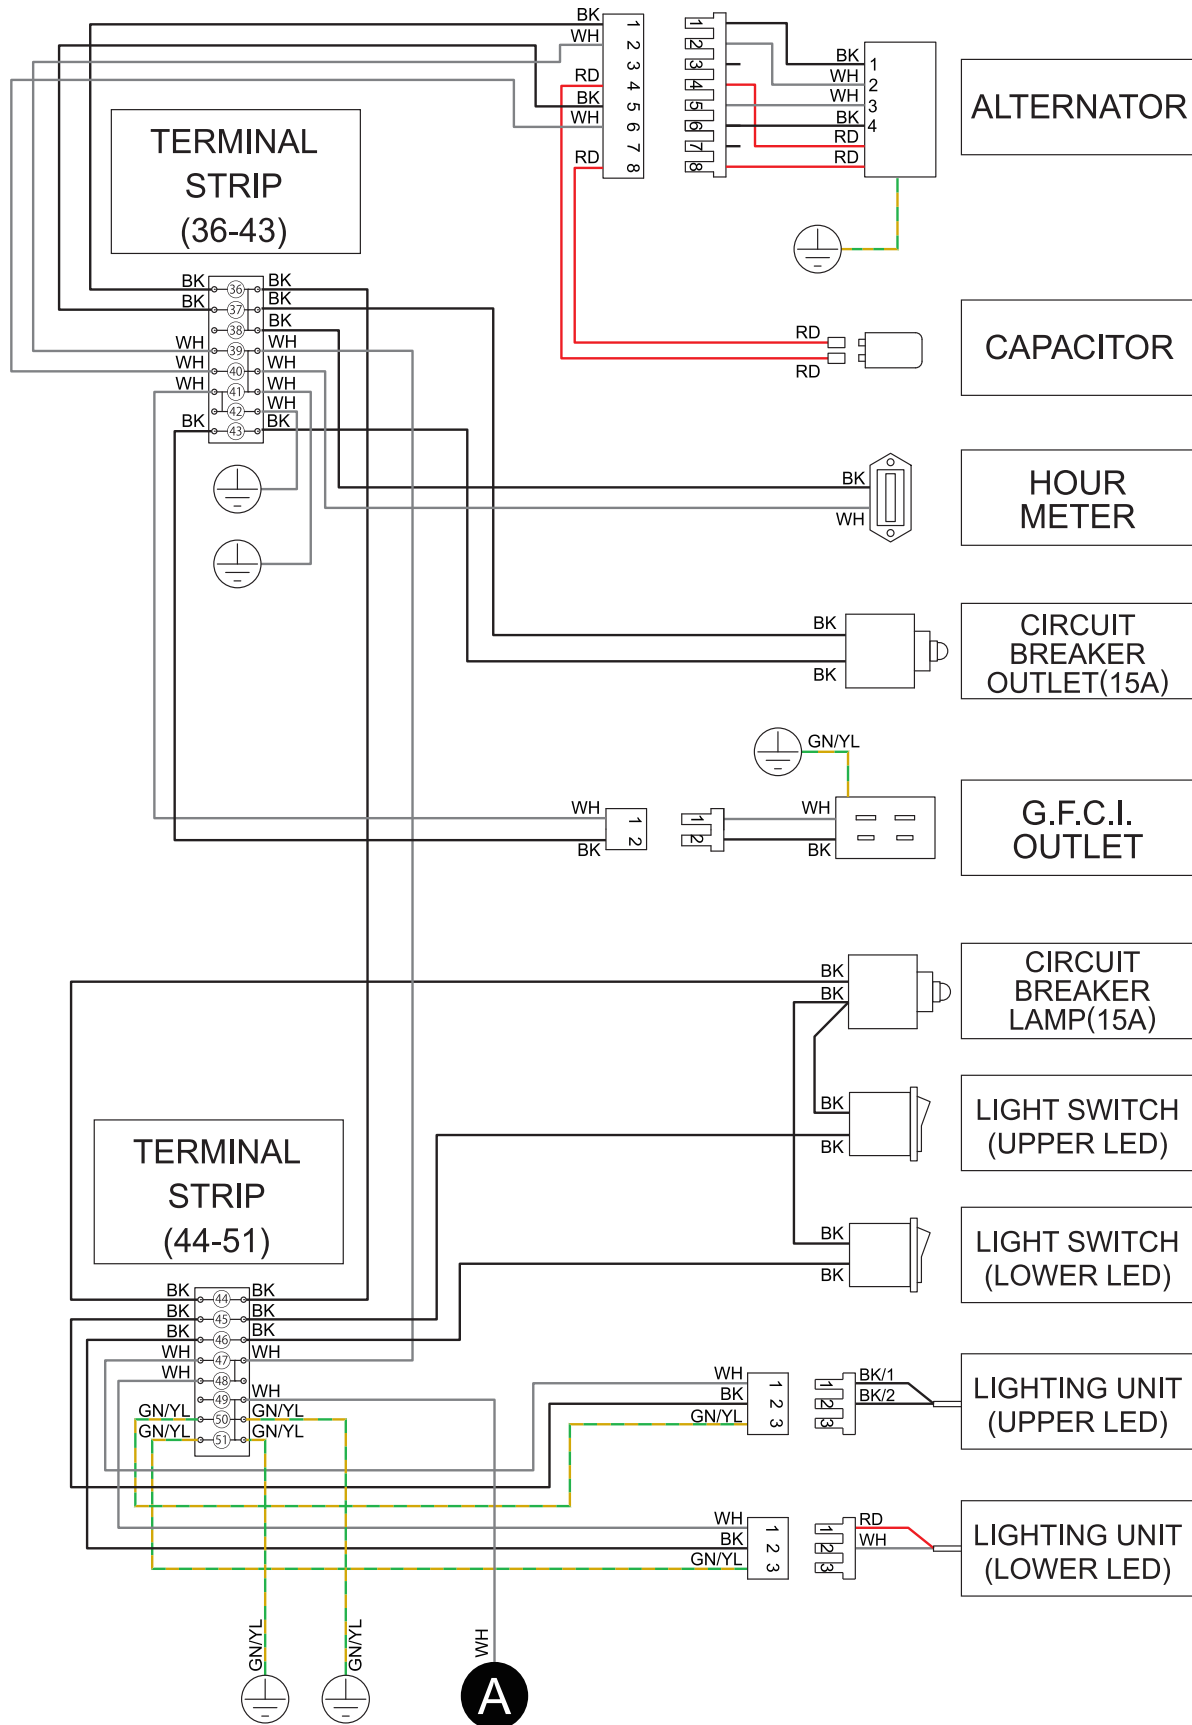 BK
WH
RD
BK
WH
RD
1
2
3
4
5
6
7
8
1
2
3
4
5
6
7
8
BK
WH
WH
BK
RD
RD
1
2
3
4
ALTERNATOR
TERMINAL
STRIP
(36-43)
BK
BK
WH
WH
WH
BK
36
37
38
39
40
41
42
43
BK
BK
BK
WH
WH
WH
WH
BK
RD
RD
CAPACITOR
BK
WH
HOUR
METER
BK
BK
CIRCUIT
BREAKER
OUTLET(15A)
GN/YL
WH
BK
1
2
1
2
WH
BK
G.F.C.I.
OUTLET
BK
BK
CIRCUIT
BREAKER
LAMP(15A)
BK
BK
LIGHT SWITCH
(UPPER LED)
BK
BK
LIGHT SWITCH
(LOWER LED)
TERMINAL
STRIP
(44-51)
BK
BK
BK
WH
WH
GN/YL
GN/YL
44
45
46
47
48
49
50
51
BK
BK
BK
WH
WH
GN/YL
GN/YL
WH
BK
GN/YL
1
2
3
1
2
3
BK/1
BK/2
LIGHTING UNIT
(UPPER LED)
WH
BK
GN/YL
1
2
3
1
2
3
RD
WH
LIGHTING UNIT
(LOWER LED)
GN/YL
GN/YL
WH
A